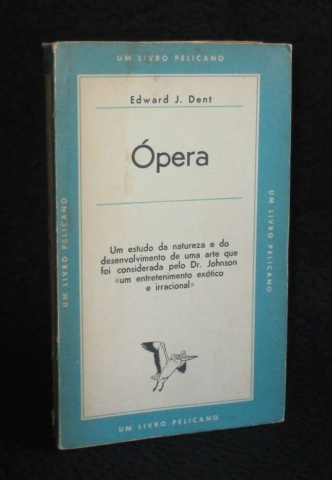 UM LIVRO PELICANO
Edward J. Dent
Ópera
Um estudo da natureza e do
desenvolvimento de uma arte que
foi considerada pelo Dr. Johnson
«um entretenimento exótico
e irracional»
UM LIVRO PELICANO
UM LIVRO PELICANO
UM LIVRO PELICANO